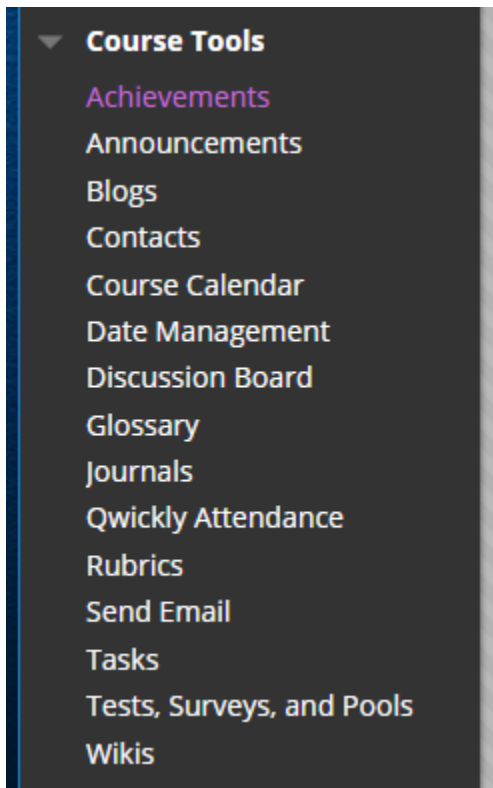 Course Tools
Achievements
Announcements
Blogs
Contacts
Course Calendar
Date Management
Discussion Board
Glossary
Journals
Qwickly Attendance
Rubrics
Send Email
Tasks
Tests, Surveys, and Pools
Wikis